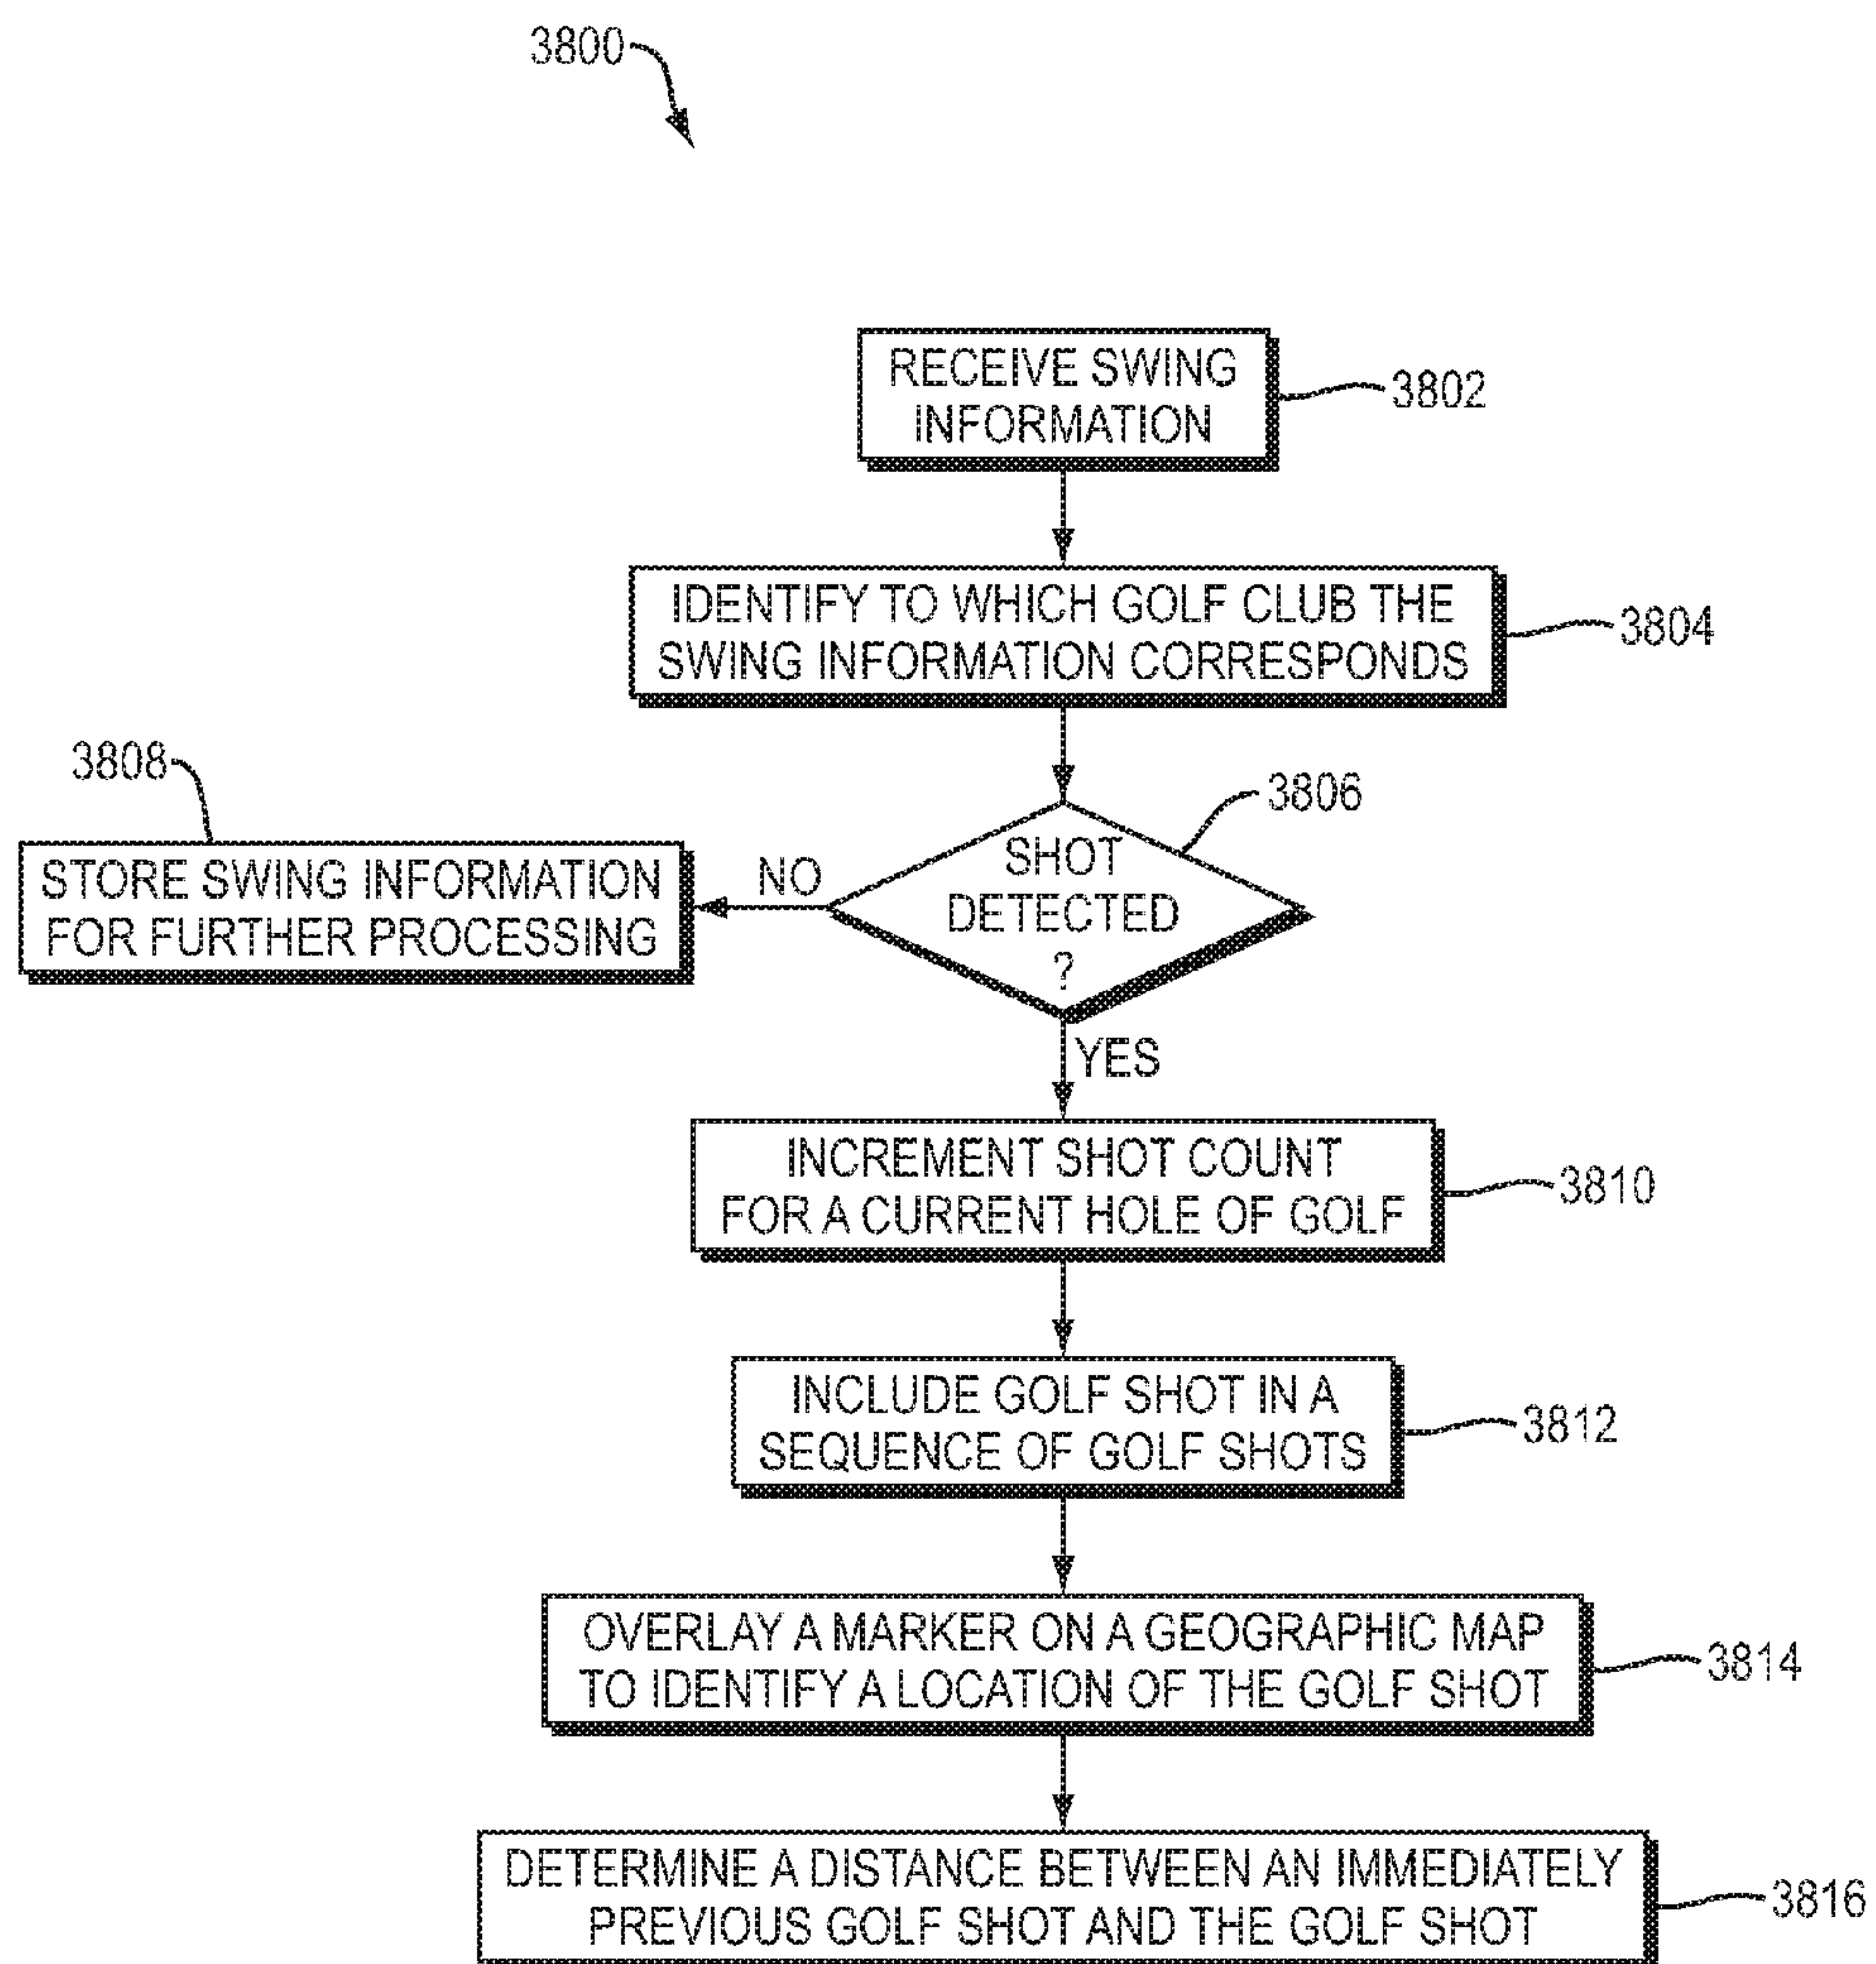 3800
RECEIVE SWING
INFORMATION
3802
IDENTIFY TO WHICH GOLF CLUB THE
SWING INFORMATION CORRESPONDS
3804
3808
STORE SWING INFORMATION
FOR FURTHER PROCESSING
NO
SHOT
DETECTED
?
3806
YES
INCREMENT SHOT COUNT
FOR A CURRENT HOLE OF GOLF
3810
INCLUDE GOLF SHOT IN A
SEQUENCE OF GOLF SHOTS
3812
OVERLAY A MARKER ON A GEOGRAPHIC MAP
TO IDENTIFY A LOCATION OF THE GOLF SHOT
3814
DETERMINE A DISTANCE BETWEEN AN IMMEDIATELY
PREVIOUS GOLF SHOT AND THE GOLF SHOT
3816